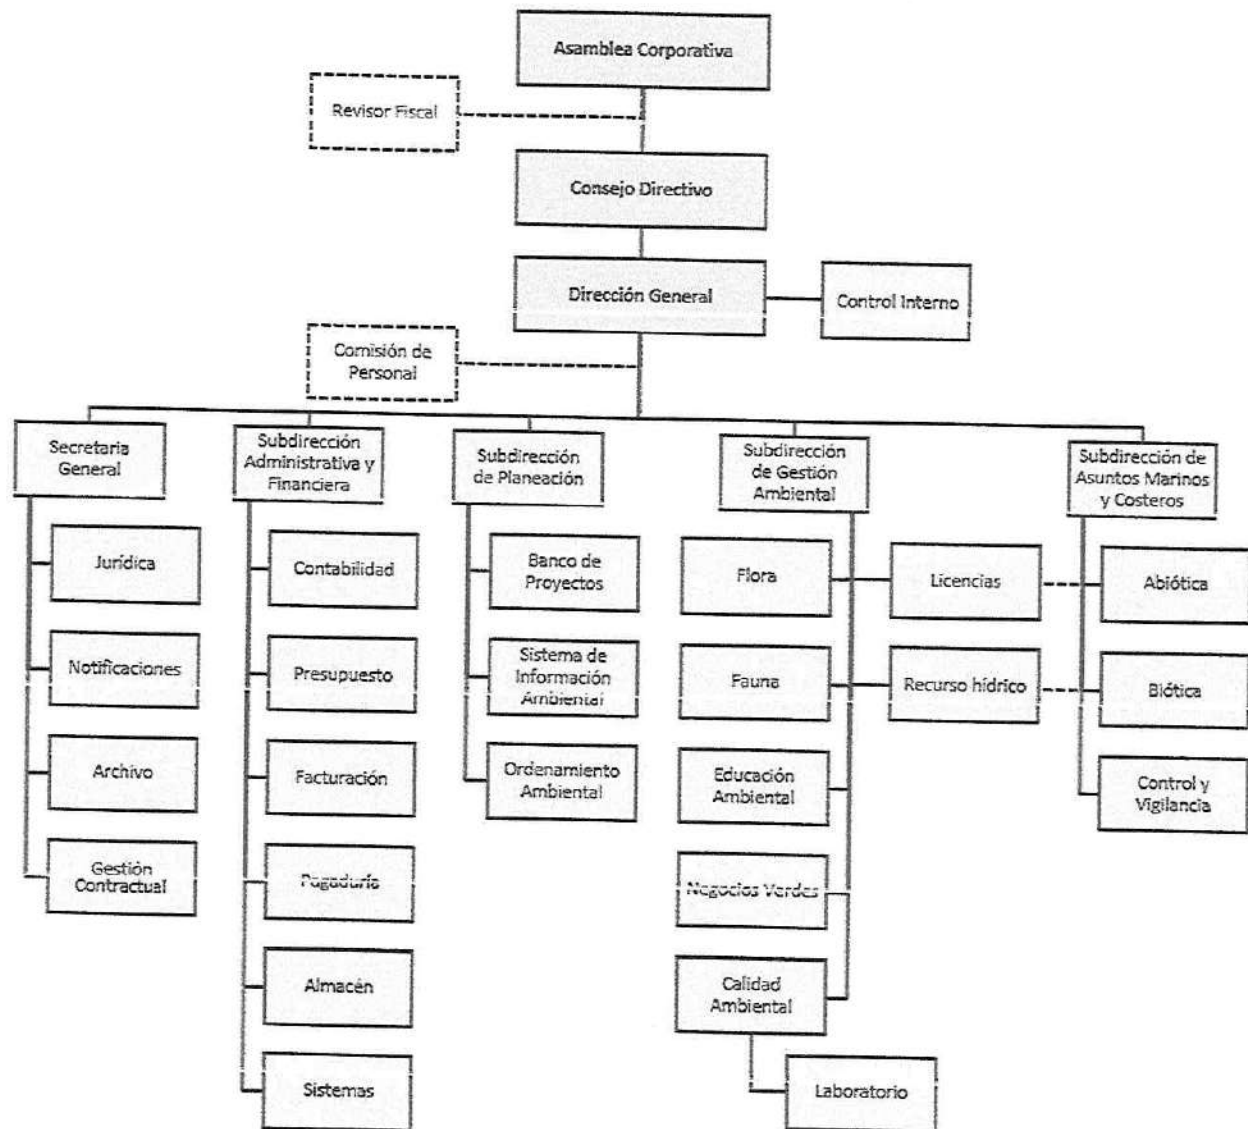 Asamblea Corporativa
Revisor Fiscal
Consejo Directivo
Dirección General
Control Interno
Comisión de
Personal
Secretaria
General
Subdirección
Administrativa y
Financiera
Subdirección
de Planeación
Subdirección
de Gestión
Ambiental
Subdirección de
Asuntos Marinos
y Costeros
Jurídica
Notificaciones
Archivo
Gestión
Contractual
Contabilidad
Presupuesto
Facturación
Pagaduría
Almacén
Sistemas
Banco de
Proyectos
Sistema de
Información
Ambiental
Ordenamiento
Ambiental
Flora
Fauna
Educación
Ambiental
Negocios Verdes
Calidad
Ambiental
Laboratorio
Licencias
Recurso hídrico
Abiótica
Biótica
Control y
Vigilancia